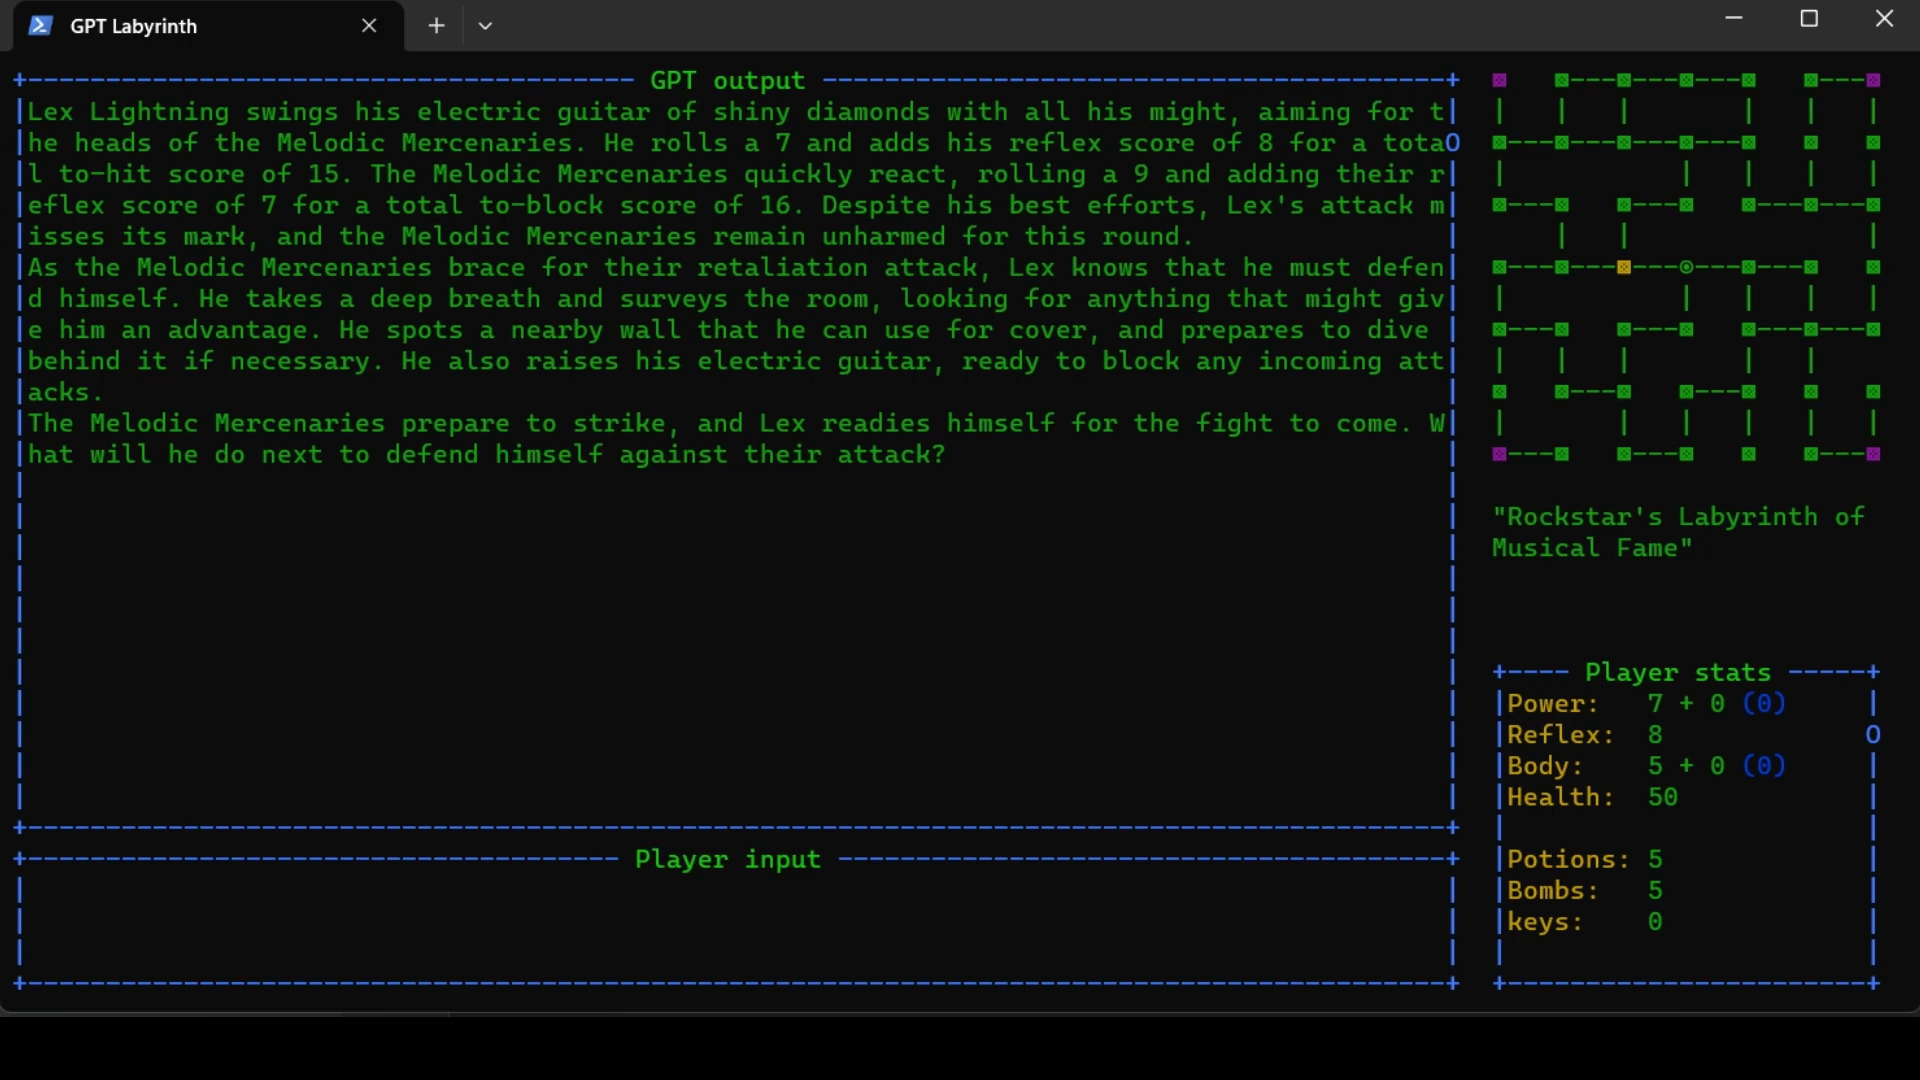 GPT Labyrinth
GPT output
Lex Lightning swings his electric guitar of shiny diamonds with all his might, aiming for t
he heads of the Melodic Mercenaries. He rolls a 7 and adds his reflex score of 8 for a tota
l to-hit score of 15. The Melodic Mercenaries quickly react, rolling a 9 and adding their r
eflex score of 7 for a total to-block score of 16. Despite his best efforts, Lex's attack m
isses its mark, and the Melodic Mercenaries remain unharmed for this round.
As the Melodic Mercenaries brace for their retaliation attack, Lex knows that he must defen
d himself. He takes a deep breath and surveys the room, looking for anything that might giv
e him an advantage. He spots a nearby wall that he can use for cover, and prepares to dive
behind it if necessary. He also raises his electric guitar, ready to block any incoming att
acks.
The Melodic Mercenaries prepare to strike, and Lex readies himself for the fight to come. W
hat will he do next to defend himself against their attack?
Player input
"Rockstar's Labyrinth of
Musical Fame"
Player stats
Power: 7 + 0 (0)
Reflex: 8
Body: 5 + 0 (0)
Health: 50
Potions: 5
Bombs: 5
keys: 0